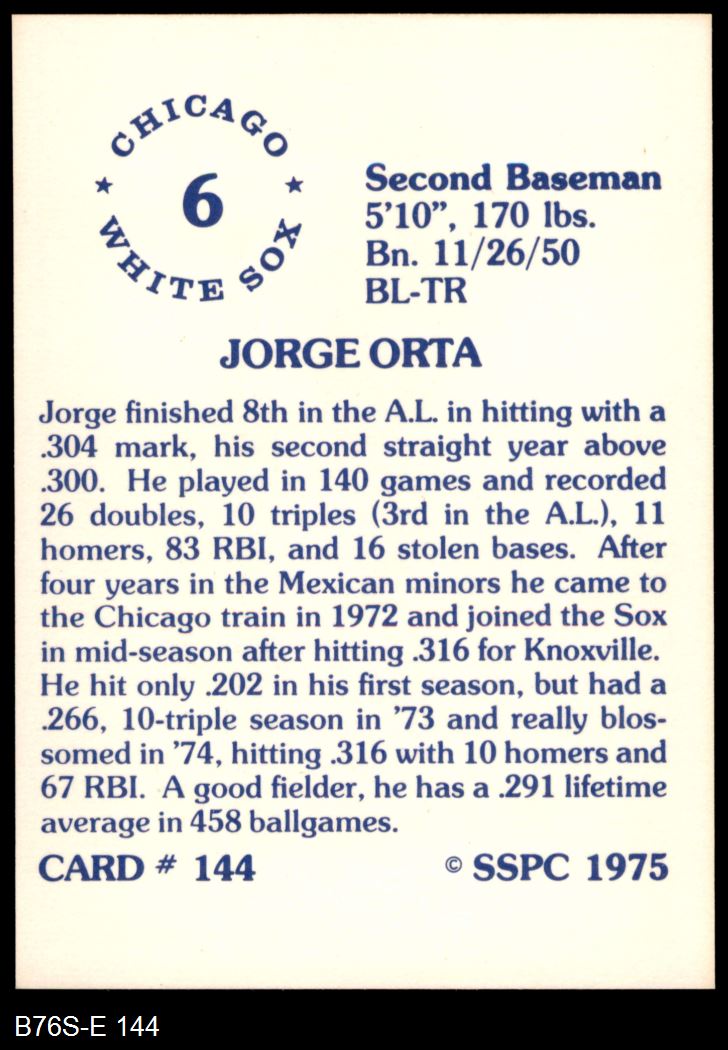 CHICAGO
★ 6 ★
WHITE SOX
Second Baseman
5'10”, 170 lbs.
Bn. 11/26/50
BL-TR
JORGE ORTA
Jorge finished 8th in the A.L. in hitting with a
.304 mark, his second straight year above
.300. He played in 140 games and recorded
26 doubles, 10 triples (3rd in the A.L.), 11
homers, 83 RBI, and 16 stolen bases. After
four years in the Mexican minors he came to
the Chicago train in 1972 and joined the Sox
in mid-season after hitting .316 for Knoxville.
He hit only .202 in his first season, but had a
.266, 10-triple season in ’73 and really blos-
somed in ’74, hitting .316 with 10 homers and
67 RBI. A good fielder, he has a .291 lifetime
average in 458 ballgames.
CARD # 144
© SSPC 1975
B76S-E 144